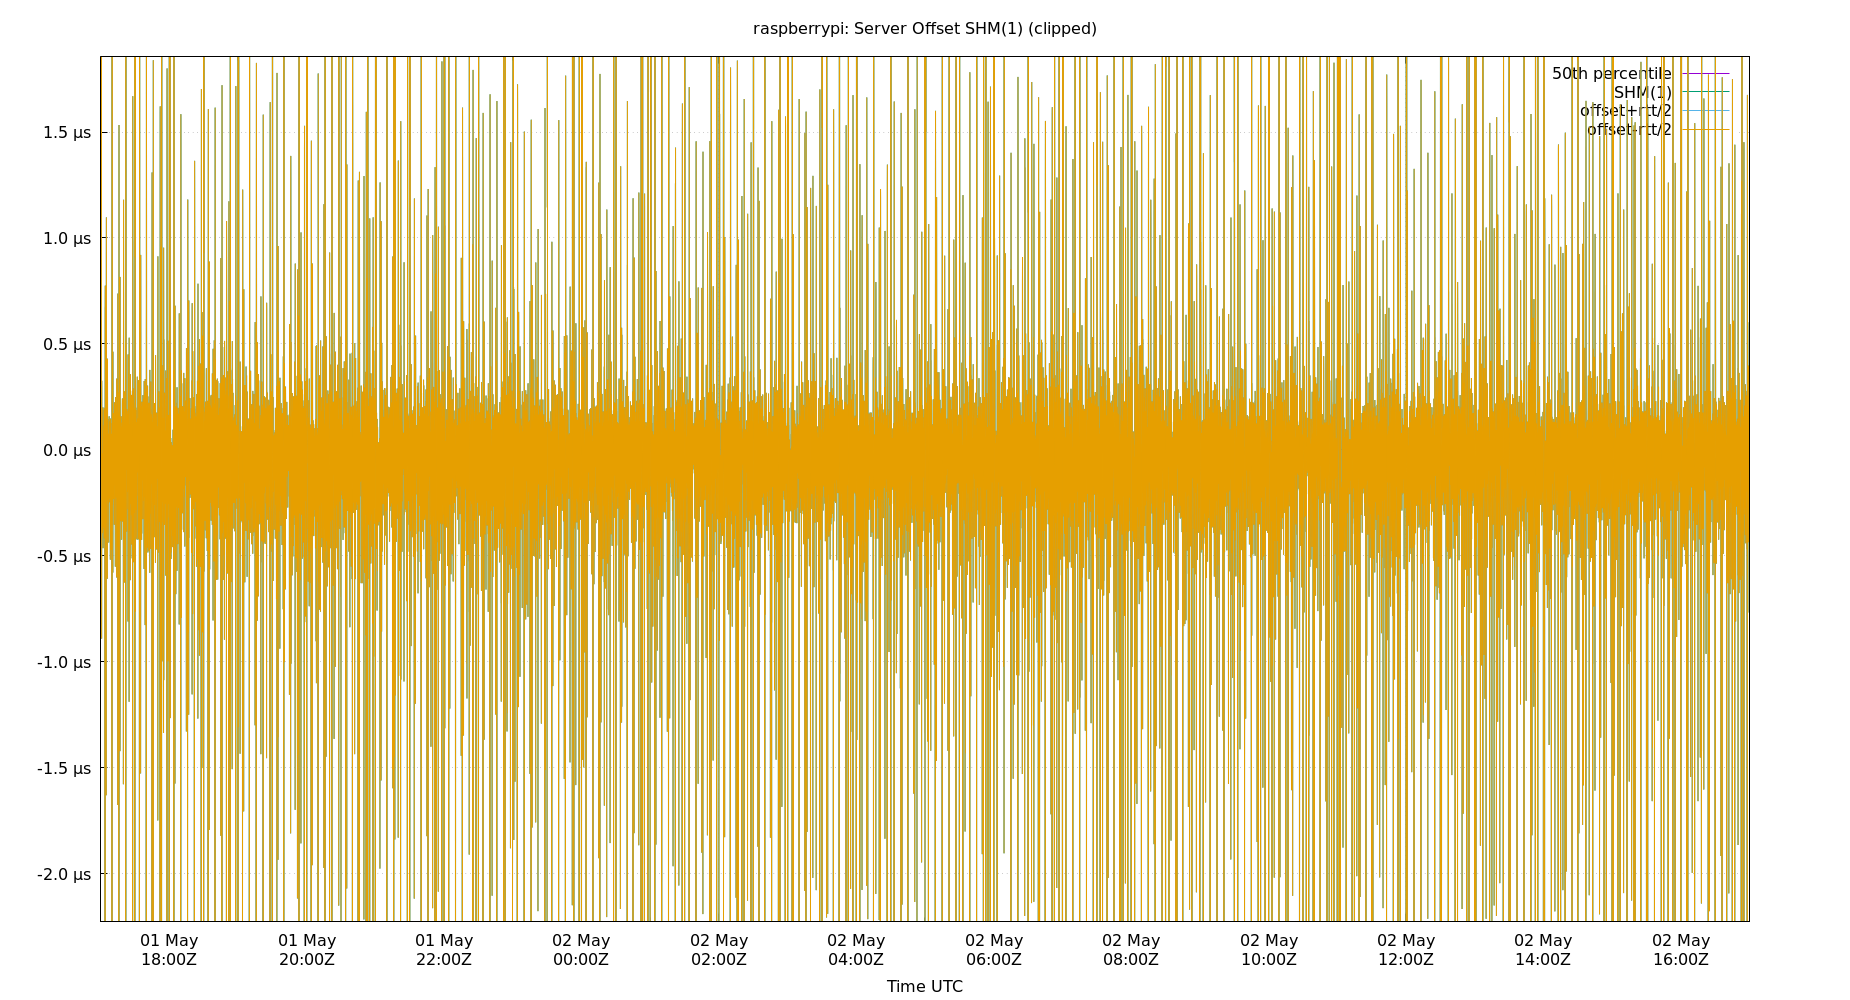 raspberrypi: Server Offset SHM(1) (clipped)
50th percentile
SHM(1)
offset+rtt/2
offset-rtt/2
1.5 µs
1.0 µs
0.5 µs
0.0 µs
-0.5 µs
-1.0 µs
-1.5 µs
-2.0 µs
01 May 01 May 01 May 02 May 02 May 02 May 02 May 02 May 02 May 02 May 02 May 02 May
18:00Z 20:00Z 22:00Z 00:00Z 02:00Z 04:00Z 06:00Z 08:00Z 10:00Z 12:00Z 14:00Z 16:00Z
Time UTC